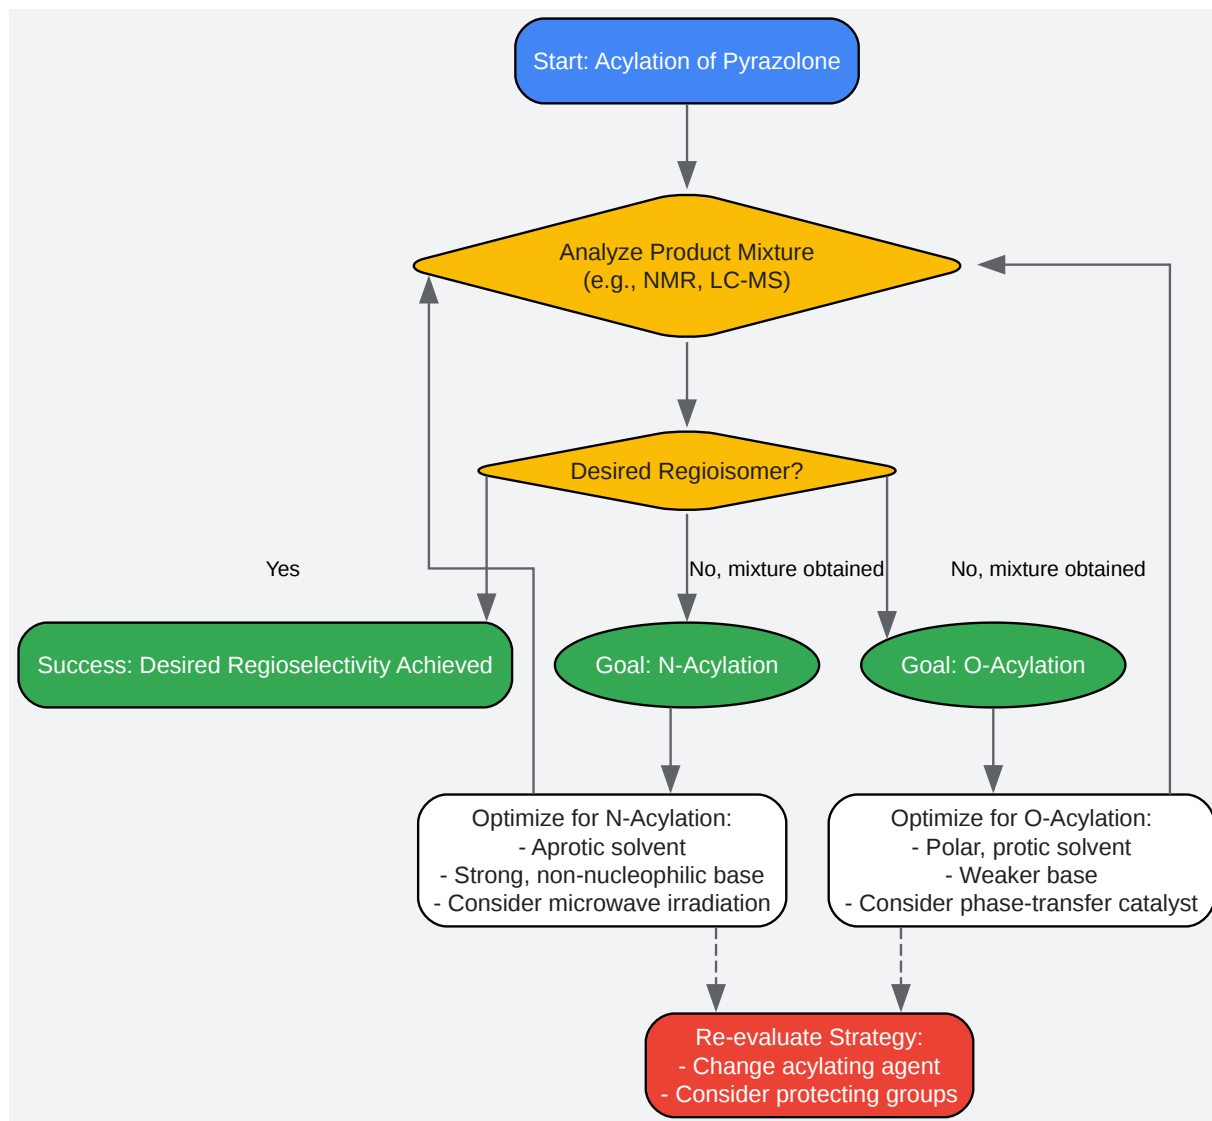 Start: Acylation of Pyrazolone
Analyze Product Mixture
(e.g., NMR, LC-MS)
Desired Regioisomer?
Yes
No, mixture obtained
No, mixture obtained
Success: Desired Regioselectivity Achieved
Goal: N-Acylation
Goal: O-Acylation
Optimize for N-Acylation:
- Aprotic solvent
- Strong, non-nucleophilic base
- Consider microwave irradiation
Optimize for O-Acylation:
- Polar, protic solvent
- Weaker base
- Consider phase-transfer catalyst
Re-evaluate Strategy:
- Change acylating agent
- Consider protecting groups